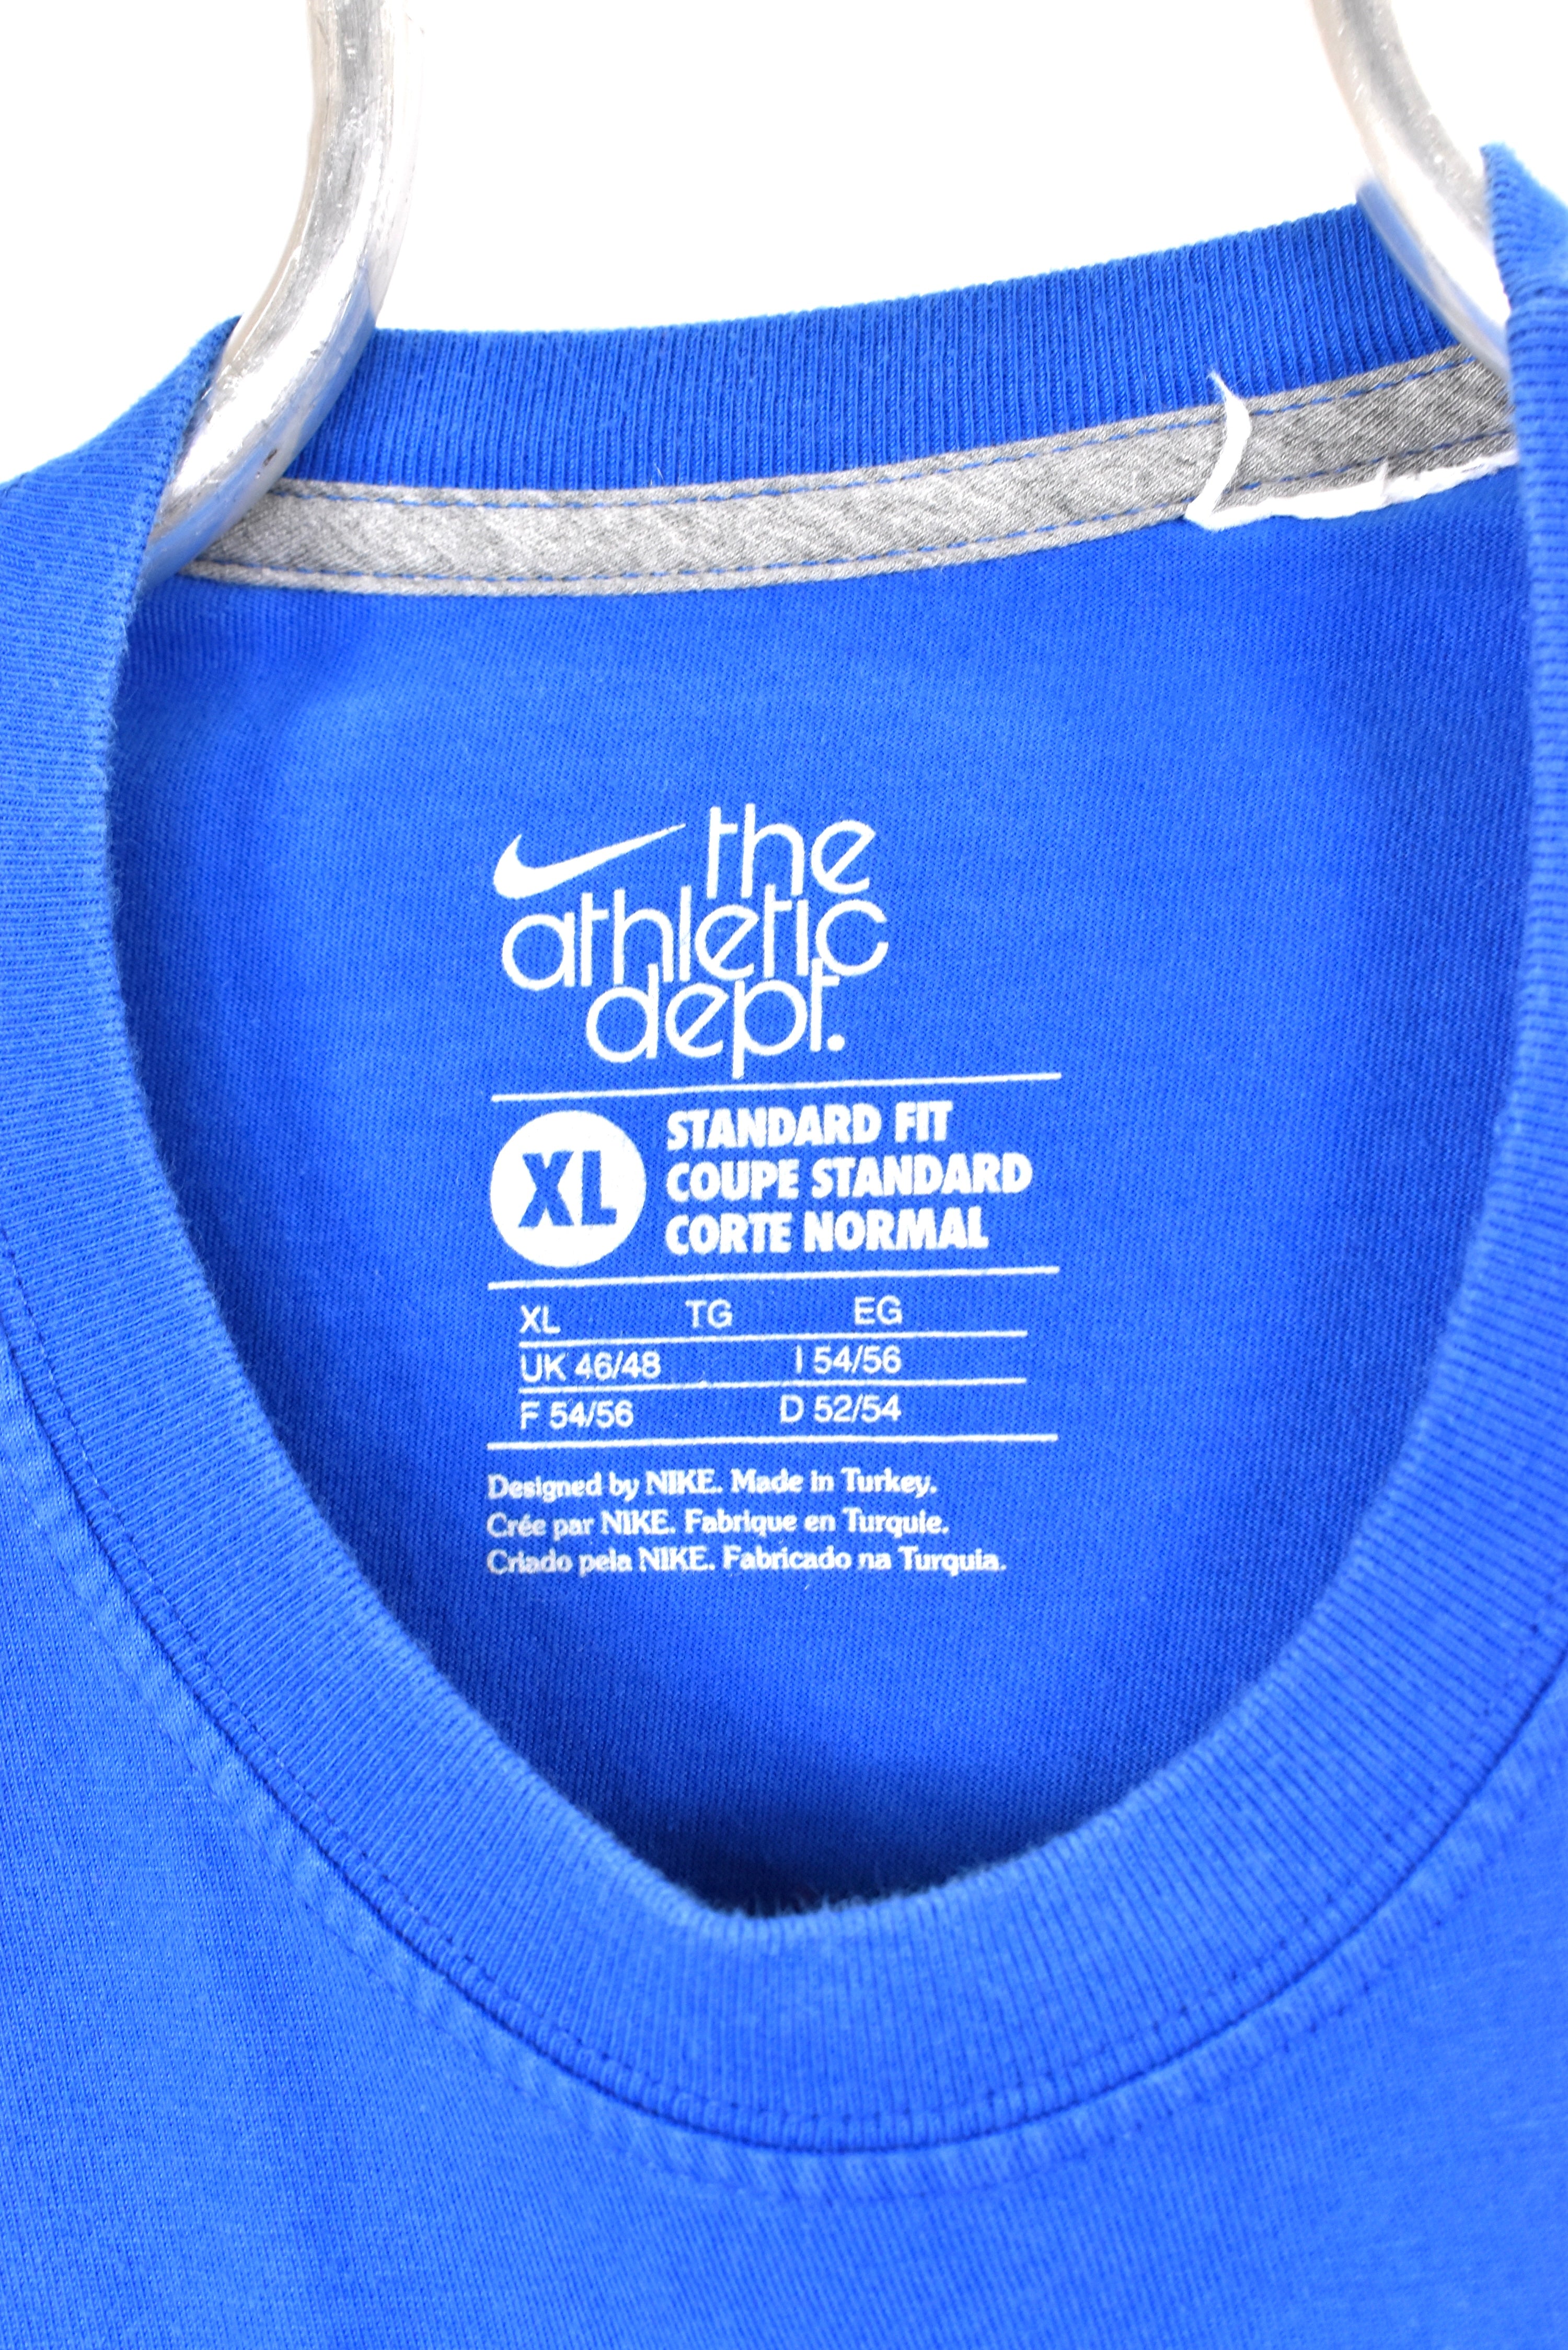 the
athletic
dept.
XL
STANDARD FIT
COUPE STANDARD
CORTE NORMAL
XL TG EG
UK 46/48 I 54/56
F 54/56 D 52/54
Designed by NIKE. Made in Turkey.
Crée par NIKE. Fabrique en Turquie.
Criado pela NIKE. Fabricado na Turquia.